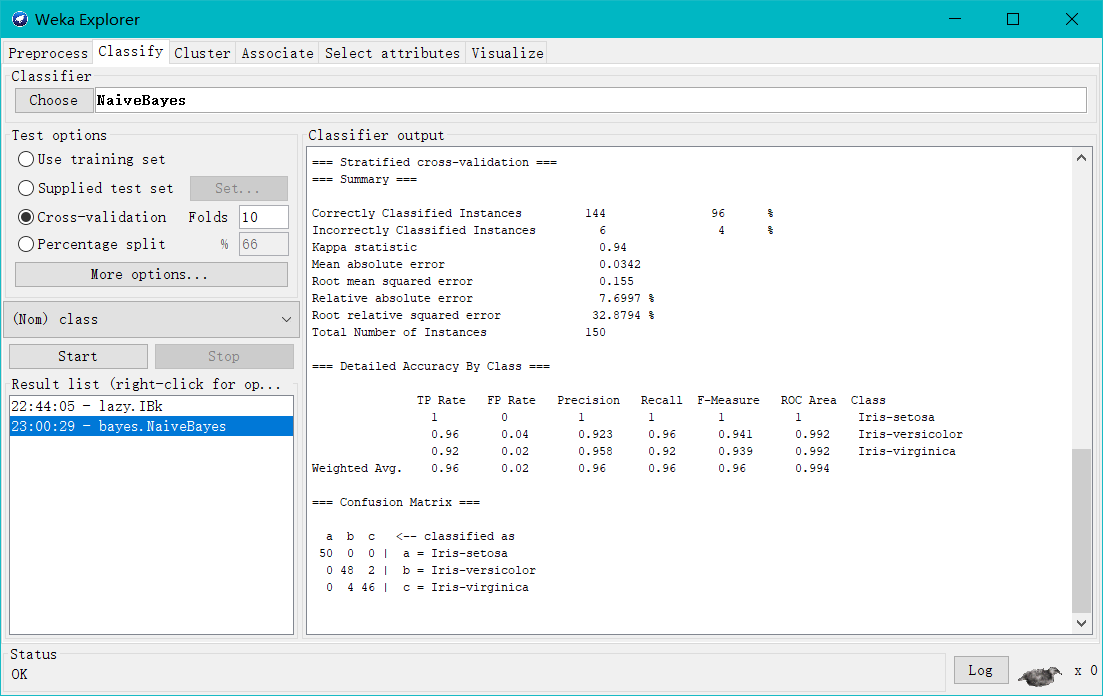 Weka Explorer
Preprocess Classify Cluster Associate Select attributes Visualize
Classifier
Choose NaiveBayes
Test options
Use training set
Supplied test set Set...
Cross-validation Folds 10
Percentage split % 66
More options...
(Nom) class
Start Stop
Result list (right-click for op...
22:44:05 - lazy.IBk
23:00:29 - bayes.NaiveBayes
Classifier output
=== Stratified cross-validation ===
=== Summary ===
Correctly Classified Instances 144 96 %
Incorrectly Classified Instances 6 4 %
Kappa statistic 0.94
Mean absolute error 0.0342
Root mean squared error 0.155
Relative absolute error 7.6997 %
Root relative squared error 32.8794 %
Total Number of Instances 150
=== Detailed Accuracy By Class ===
TP Rate FP Rate Precision Recall F-Measure ROC Area Class
1 0 1 1 1 1 Iris-setosa
0.96 0.04 0.923 0.96 0.941 0.992 Iris-versicolor
0.92 0.02 0.958 0.92 0.939 0.992 Iris-virginica
Weighted Avg. 0.96 0.02 0.96 0.96 0.96 0.994
=== Confusion Matrix ===
a b c <-- classified as
50 0 0 | a = Iris-setosa
0 48 2 | b = Iris-versicolor
0 4 46 | c = Iris-virginica
Status
OK
Log x 0